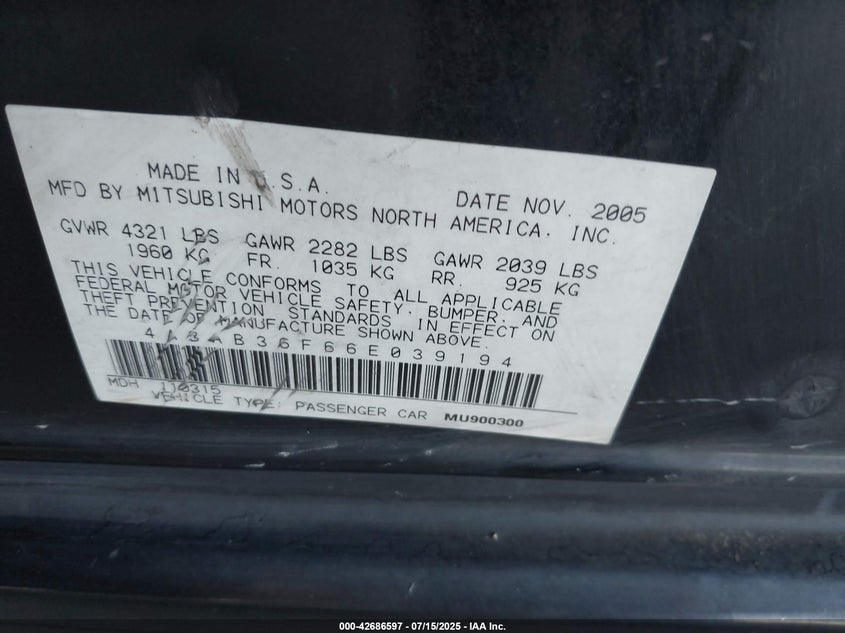 MADE IN U.S.A.
DATE NOV. 2005
MFD BY MITSUBISHI MOTORS NORTH AMERICA. INC.
GVWR 4321 LBS GAWR 2282 LBS GAWR 2039 LBS
1960 KG FR. 1035 KG RR. 925 KG
THIS VEHICLE CONFORMS TO ALL APPLICABLE
FEDERAL MOTOR VEHICLE SAFETY, BUMPER, AND
THEFT PREVENTION STANDARDS IN EFFECT ON
THE DATE OF MANUFACTURE SHOWN ABOVE.
4A3AB36F66E039194
MDH 110315
VEHICLE TYPE: PASSENGER CAR MU900300
000-42686597 - 07/15/2025 - IAA Inc.